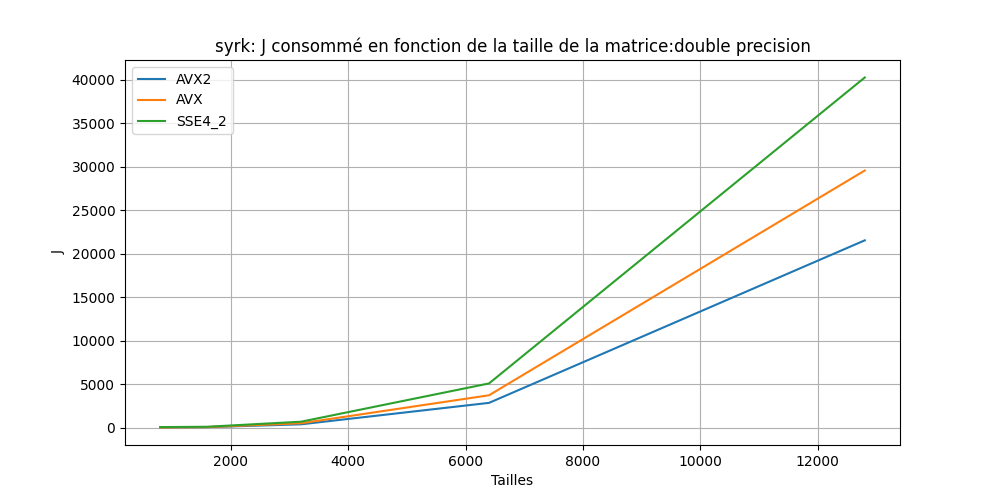 syrk: J consommé en fonction de la taille de la matrice:double precision
AVX2
AVX
SSE4_2
40000
35000
30000
25000
20000
15000
10000
5000
0
J
2000
4000
6000
8000
10000
12000
Tailles